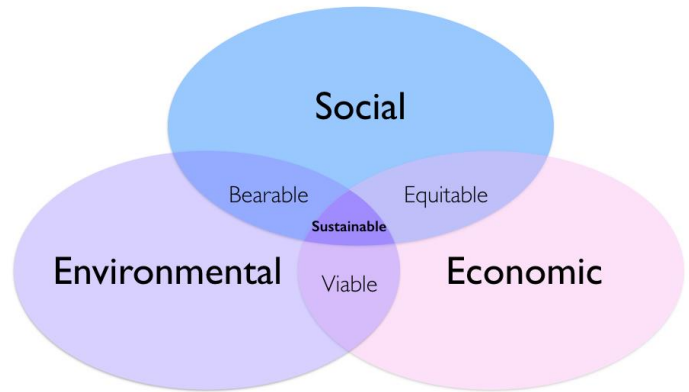 Social
Bearable
Equitable
Sustainable
Environmental
Viable
Economic